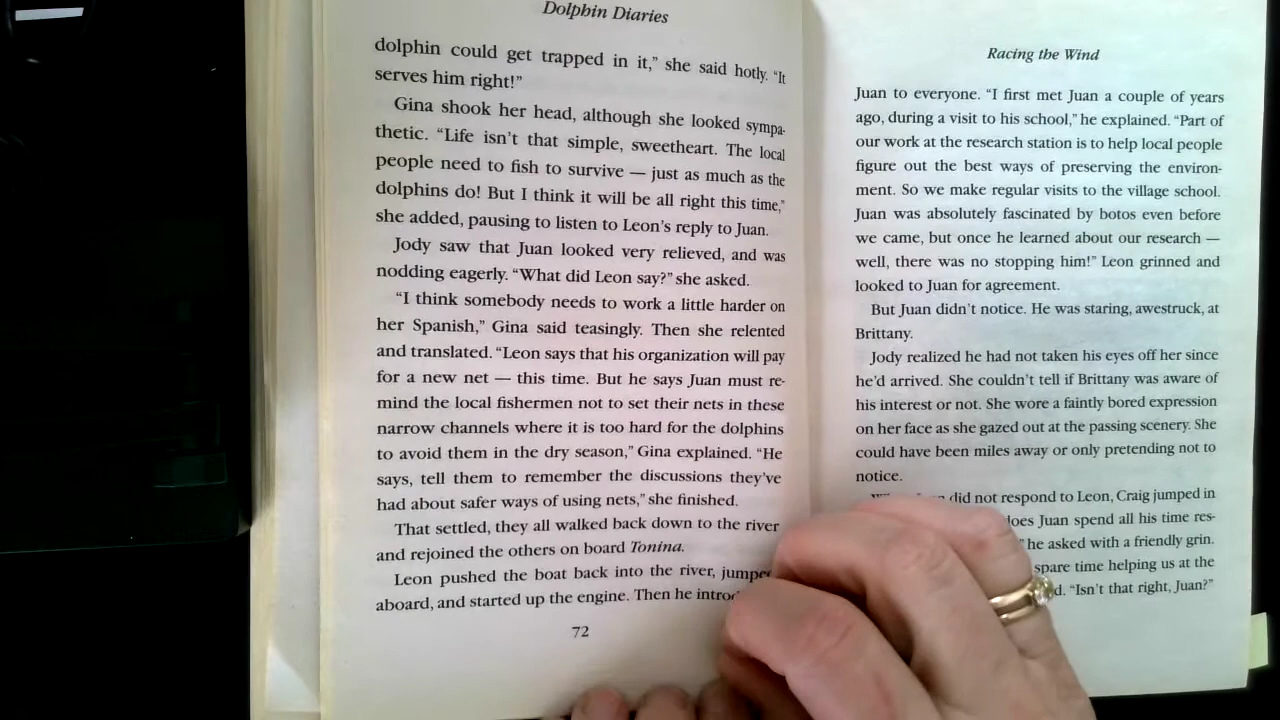 Dolphin Diaries
dolphin could get trapped in it,” she said hotly. “It
serves him right!”
Gina shook her head, although she looked sympa-
thetic. “Life isn’t that simple, sweetheart. The local
people need to fish to survive — just as much as the
dolphins do! But I think it will be all right this time,”
she added, pausing to listen to Leon’s reply to Juan.
Jody saw that Juan looked very relieved, and was
nodding eagerly. “What did Leon say?” she asked.
“I think somebody needs to work a little harder on
her Spanish,” Gina said teasingly. Then she relented
and translated. “Leon says that his organization will pay
for a new net — this time. But he says Juan must re-
mind the local fishermen not to set their nets in these
narrow channels where it is too hard for the dolphins
to avoid them in the dry season,” Gina explained. “He
says, tell them to remember the discussions they’ve
had about safer ways of using nets,” she finished.
That settled, they all walked back down to the river
and rejoined the others on board Tonina.
Leon pushed the boat back into the river,
aboard, and started up the engine. Then he
72
Racing the Wind
Juan to everyone. “I first met Juan a couple of years
ago, during a visit to his school,” he explained. “Part of
our work at the research station is to help local people
figure out the best ways of preserving the environ-
ment. So we make regular visits to the village school.
Juan was absolutely fascinated by botos even before
we came, but once he learned about our research —
well, there was no stopping him!” Leon grinned and
looked to Juan for agreement.
But Juan didn’t notice. He was staring, awestruck, at
Brittany.
Jody realized he had not taken his eyes off her since
he’d arrived. She couldn’t tell if Brittany was aware of
his interest or not. She wore a faintly bored expression
on her face as she gazed out at the passing scenery. She
could have been miles away or only pretending not to
notice.
did not respond to Leon, Craig jumped in
does Juan spend all his time res-
he asked with a friendly grin.
spare time helping us at the
“Isn’t that right, Juan?”